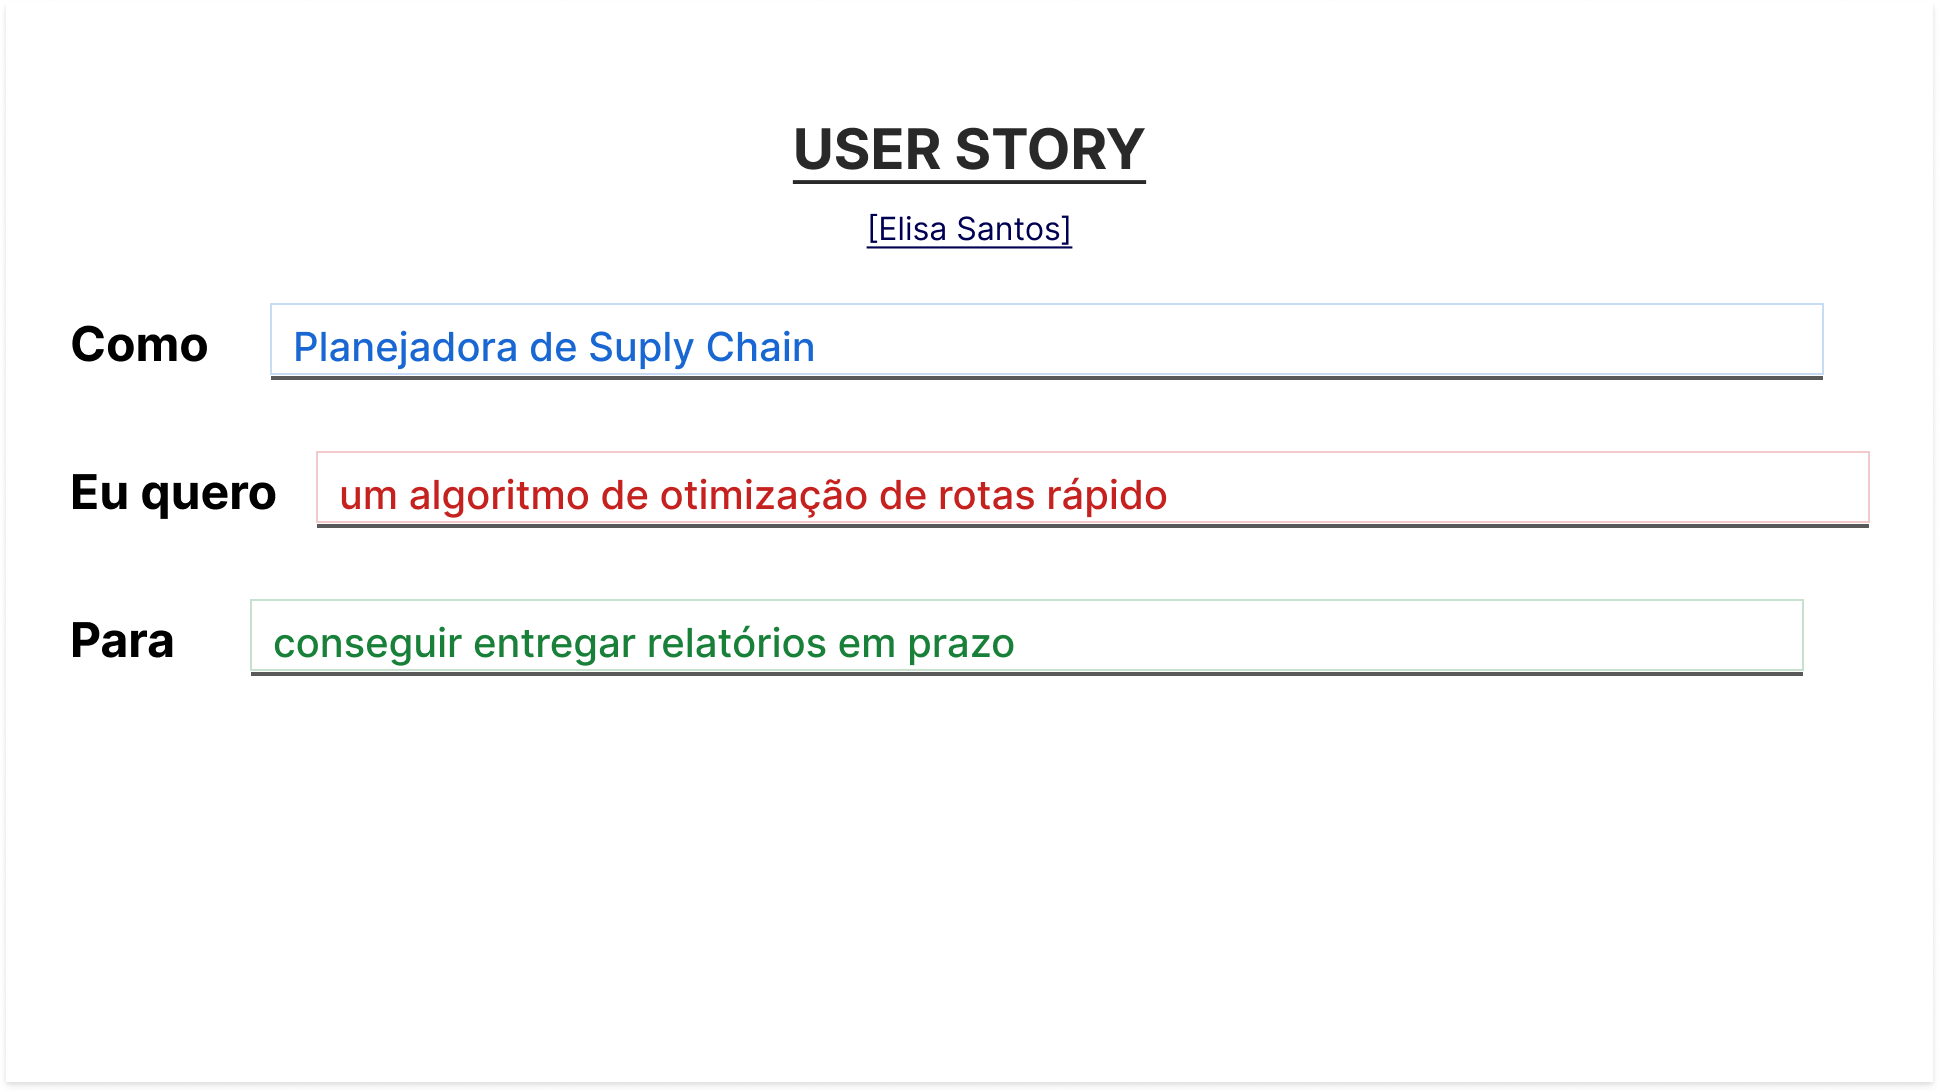 USER STORY
[Elisa Santos]
Como Planejadora de Suply Chain
Eu quero um algoritmo de otimização de rotas rápido
Para conseguir entregar relatórios em prazo